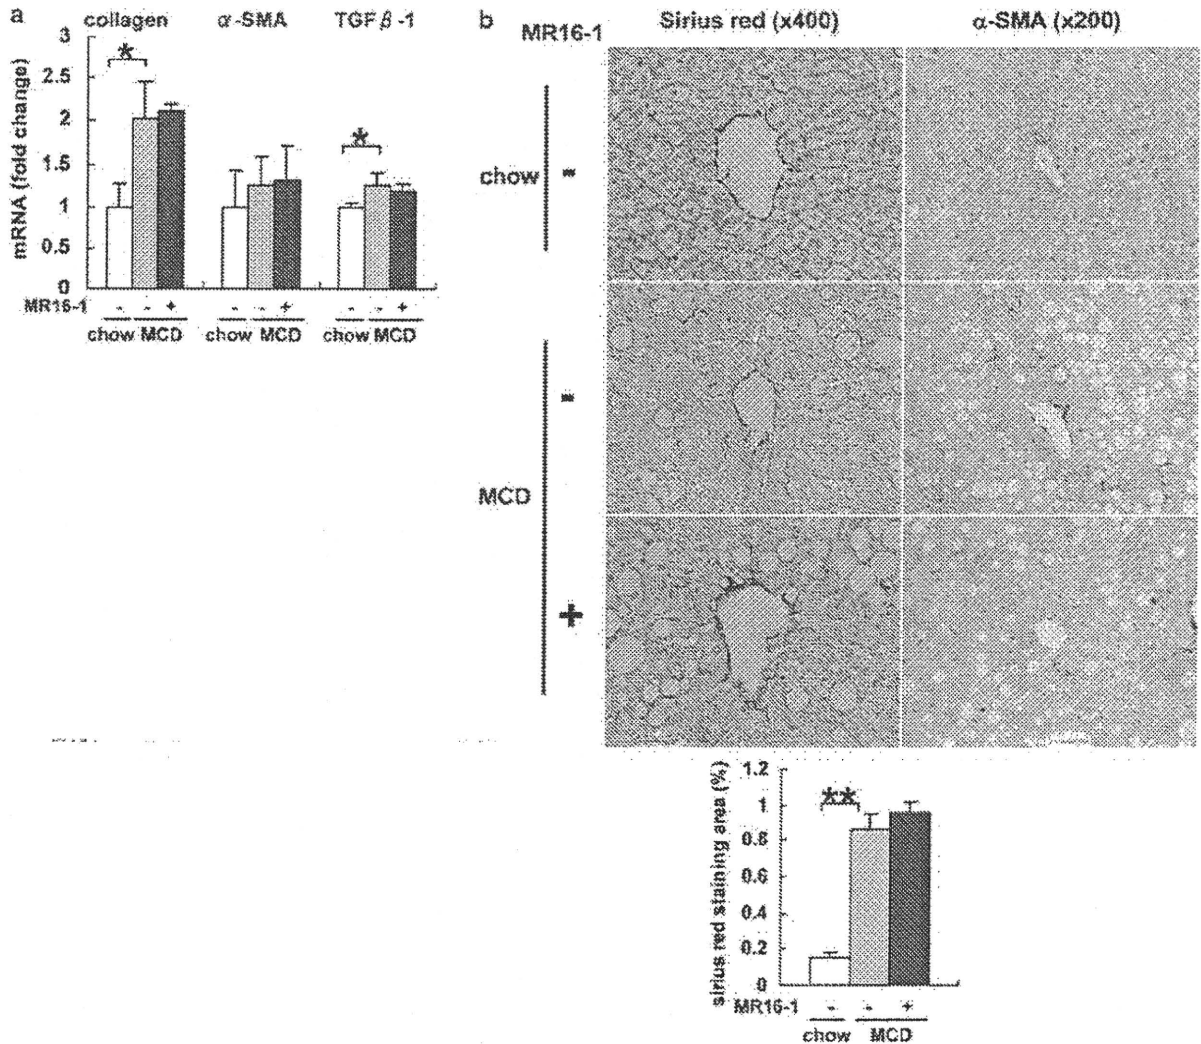 a
collagen α-SMA TGFβ-1
mRNA (fold change)
3
2.5
2
1.5
1
0.5
0
*
*
MR16-1 - - + - - + - - +
chow MCD chow MCD chow MCD
b
MR16-1 Sirius red (x400) α-SMA (x200)
chow -
-
MCD
+
sirius red staining area (%)
1.2
1
0.8
0.6
0.4
0.2
0
**
MR16-1 - - +
chow MCD